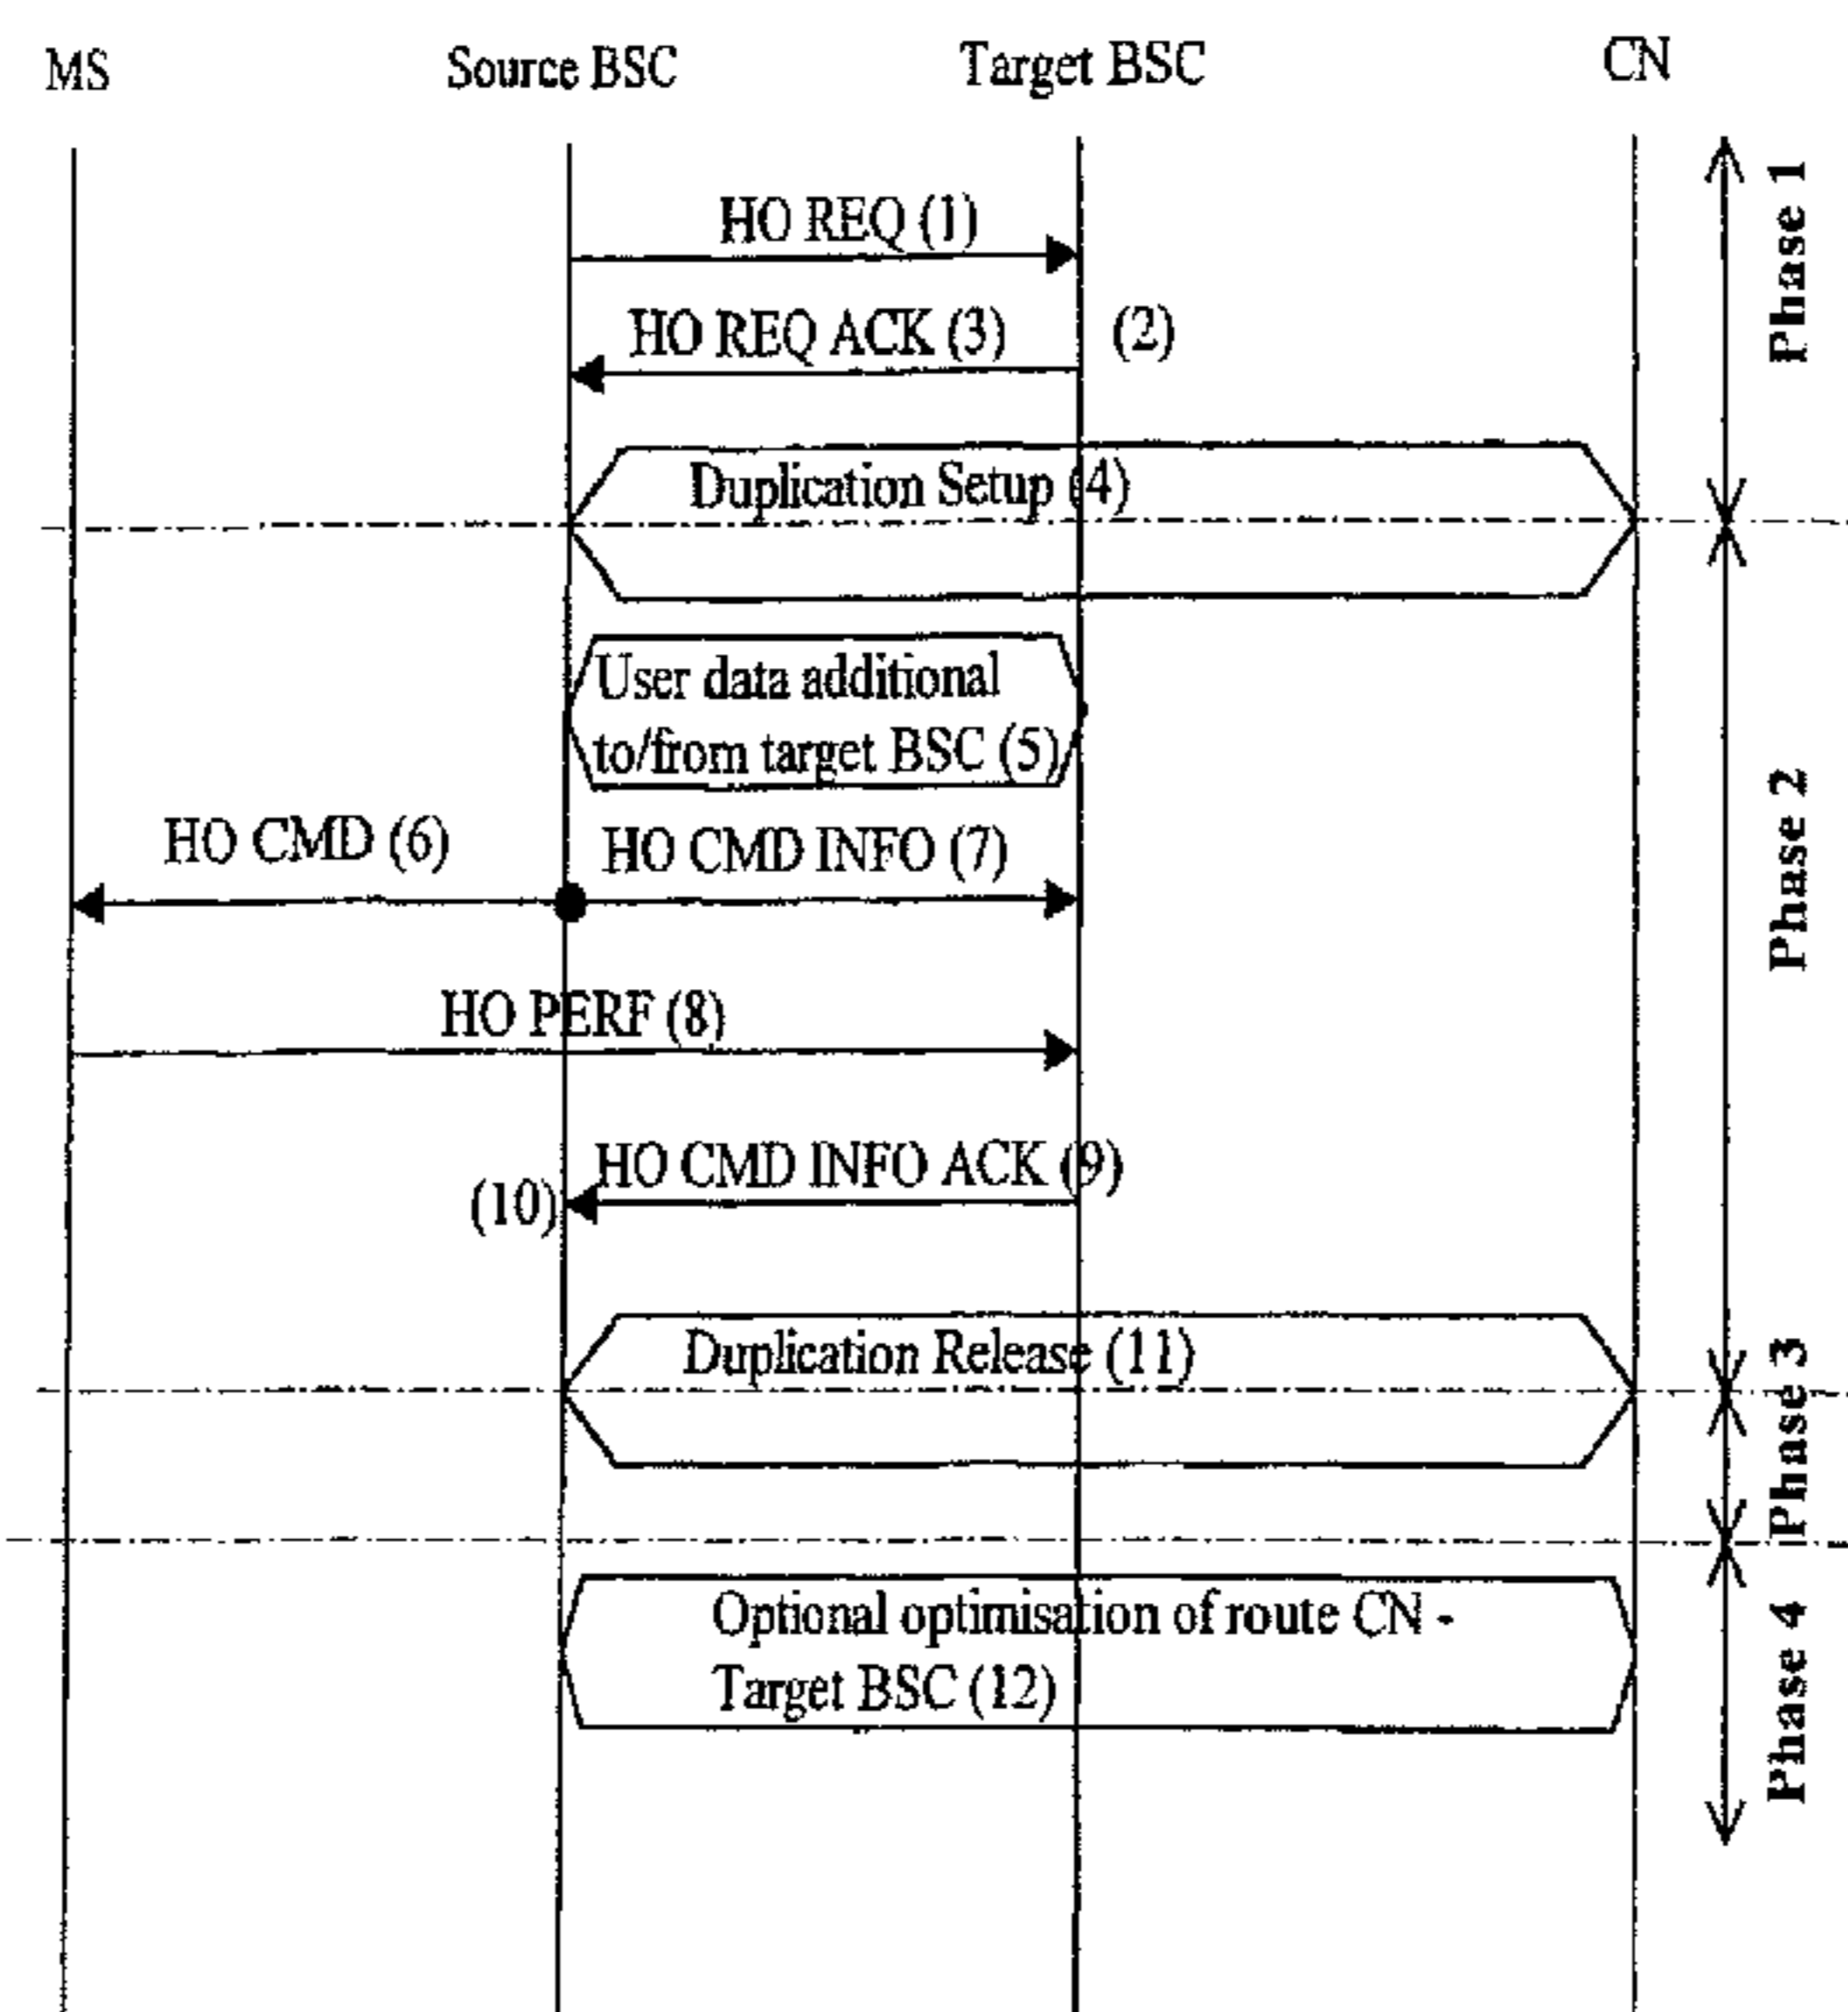 MS
Source BSC
Target BSC
CN
HO REQ (1)
HO REQ ACK (3)
(2)
Phase 1
Duplication Setup (4)
User data additional
to/from target BSC (5)
HO CMD (6)
HO CMD INFO (7)
Phase 2
HO PERF (8)
HO CMD INFO ACK (9)
(10)
Duplication Release (11)
Phase 3
Optional optimisation of route CN -
Target BSC (12)
Phase 4